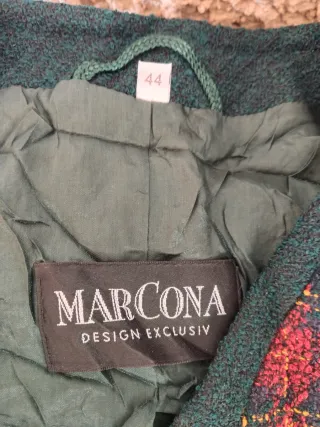 44
MARCONA
DESIGN EXCLUSIV